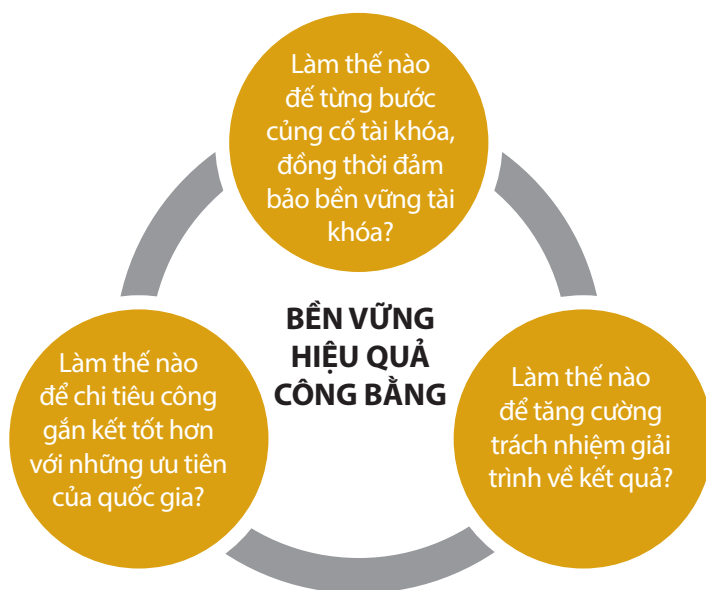 Làm thế nào
đế từng bước
củng cố tài khóa,
đồng thời đảm
bảo bền vững tài
khóa?
BỀN VỮNG
HIỆU QUẢ
CÔNG BẰNG
Làm thế nào
để chi tiêu công
gắn kết tốt hơn
với những ưu tiên
của quốc gia?
Làm thế nào
để tăng cường
trách nhiệm giải
trình về kết quả?